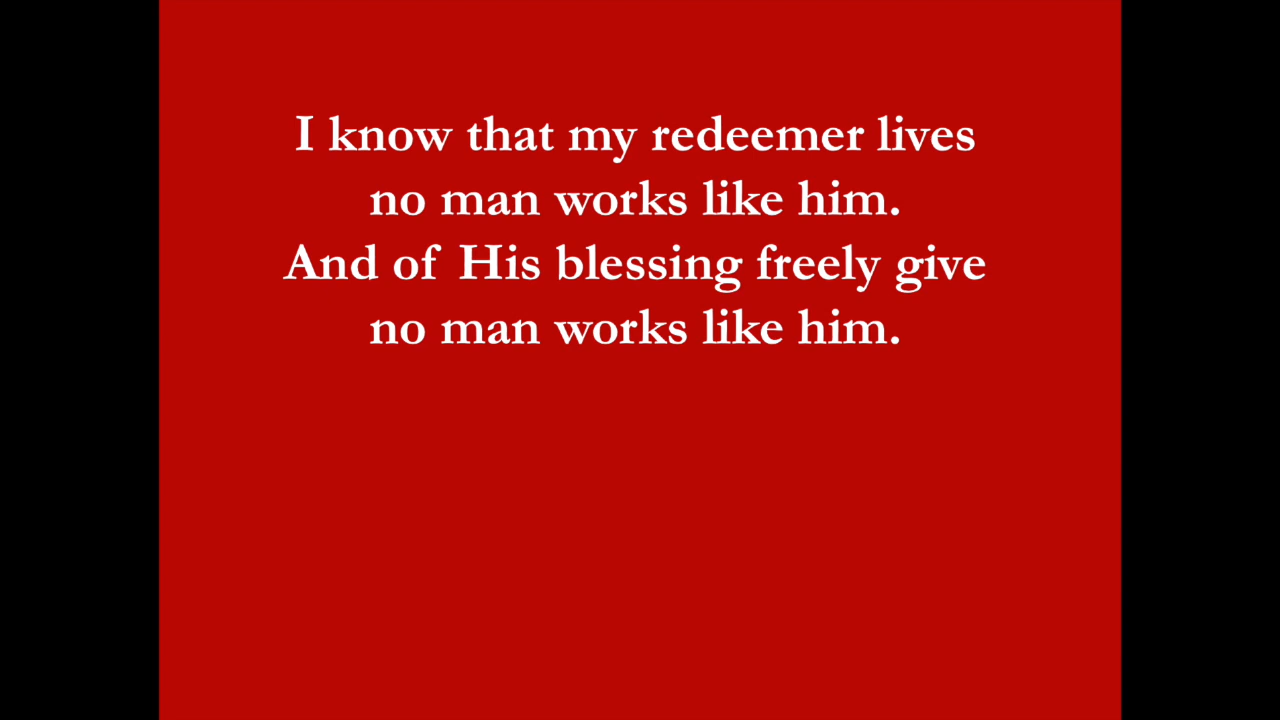 I know that my redeemer lives
no man works like him.
And of His blessing freely give
no man works like him.